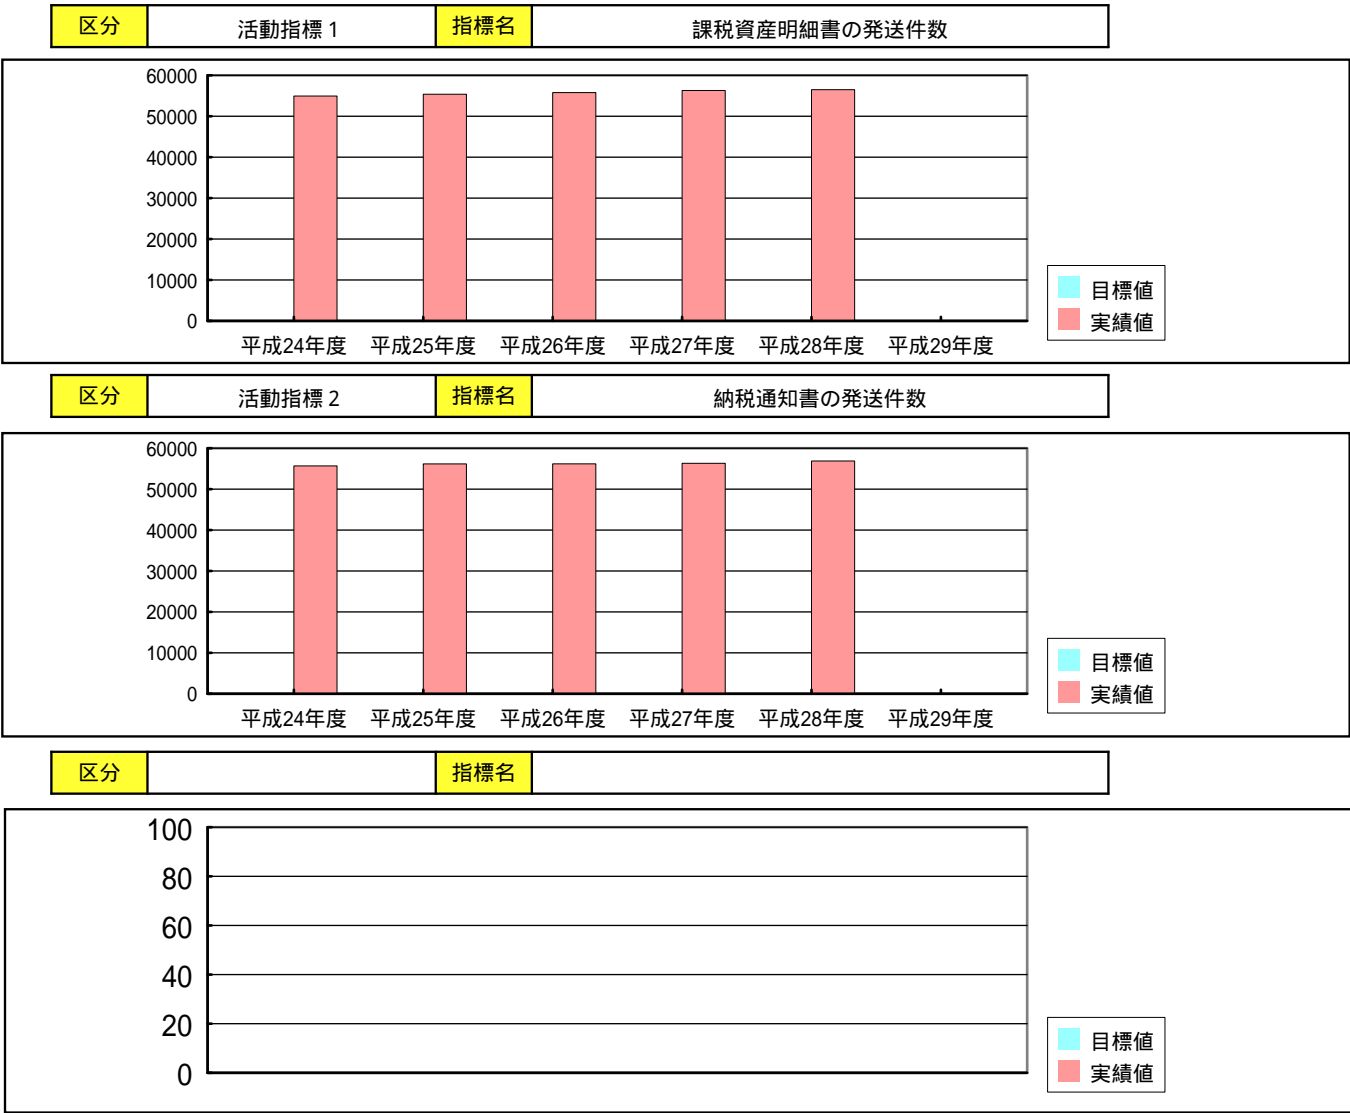 区分 活動指標1 指標名 課税資産明細書の発送件数
60000
50000
40000
30000
20000
10000
0
平成24年度 平成25年度 平成26年度 平成27年度 平成28年度 平成29年度
目標値
実績値
区分 活動指標2 指標名 納税通知書の発送件数
60000
50000
40000
30000
20000
10000
0
平成24年度 平成25年度 平成26年度 平成27年度 平成28年度 平成29年度
目標値
実績値
区分 指標名
100
80
60
40
20
0
目標値
実績値